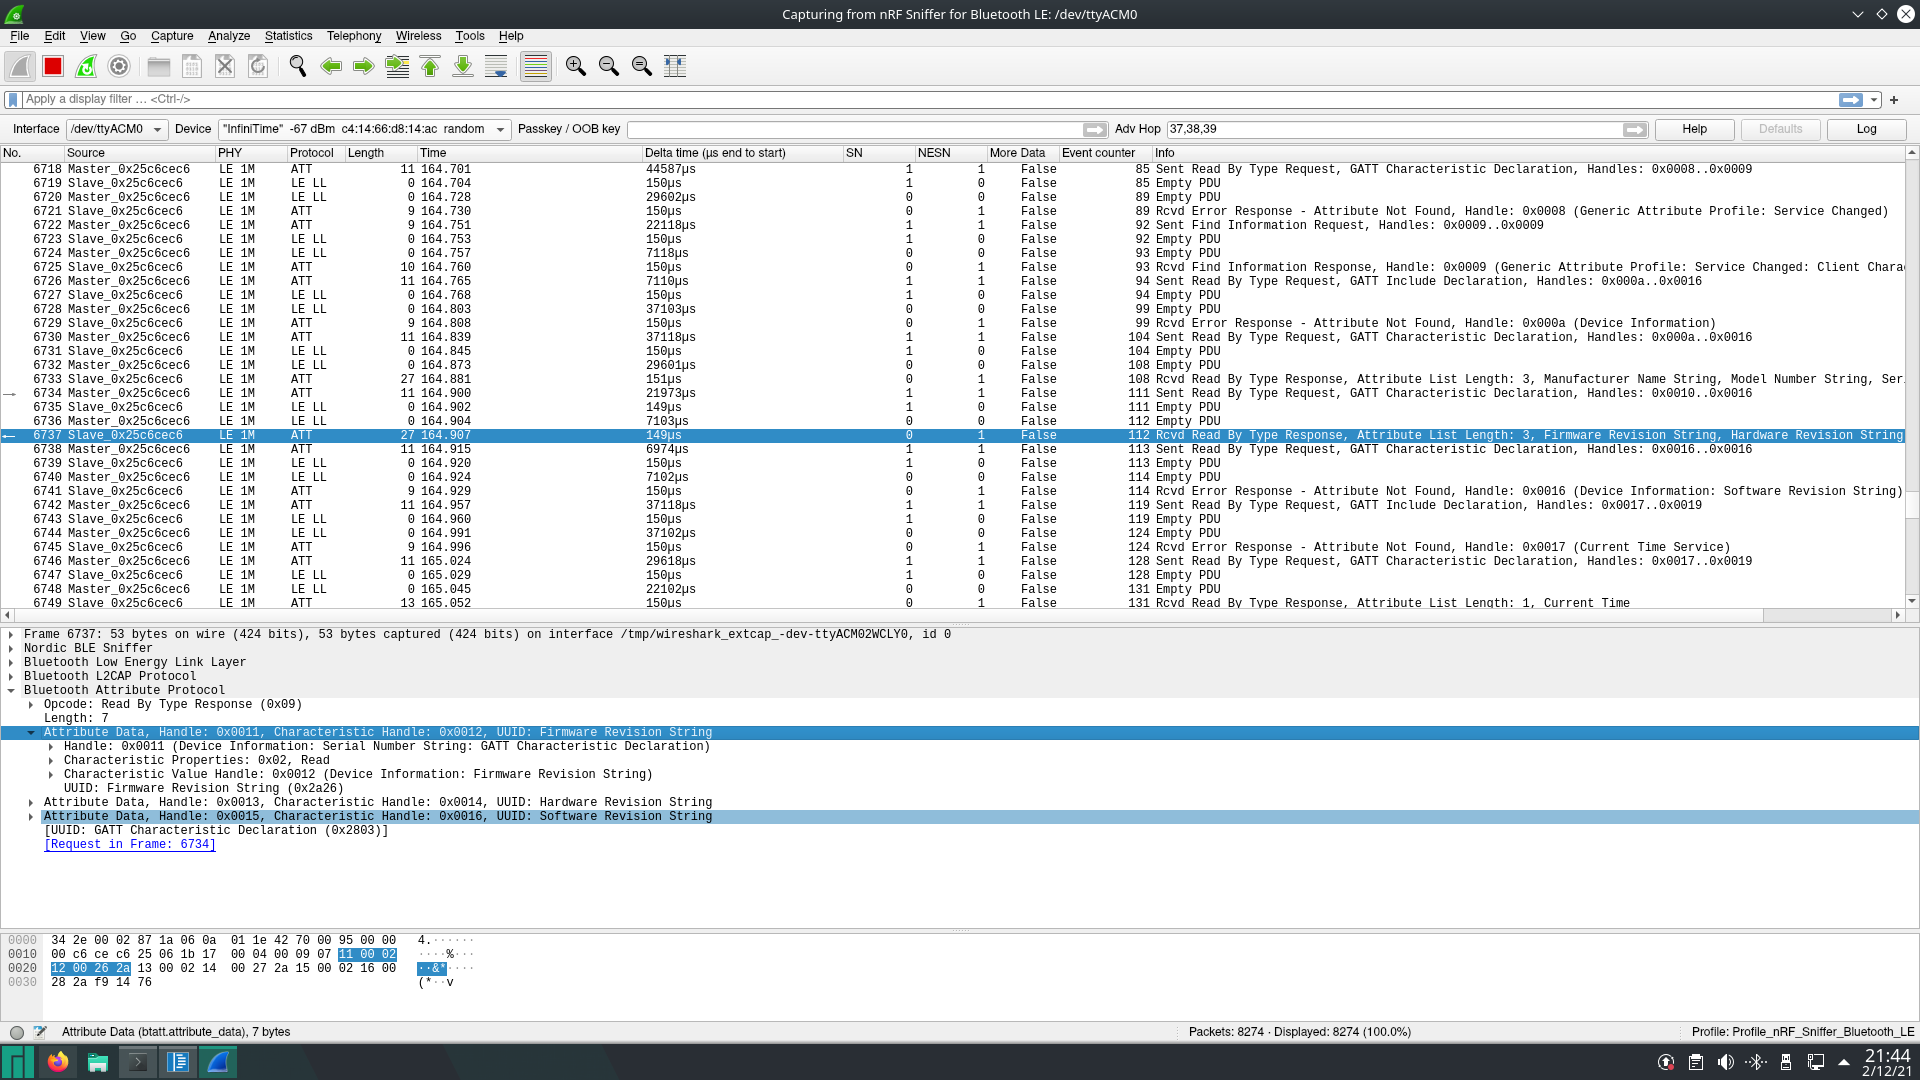 Capturing from nRF Sniffer for Bluetooth LE: /dev/ttyACM0
File Edit View Go Capture Analyze Statistics Telephony Wireless Tools Help
Apply a display filter … <Ctrl-/>
Interface /dev/ttyACM0 Device "InfiniTime" -67 dBm c4:14:66:d8:14:ac random Passkey / OOB key Adv Hop 37,38,39 Help Defaults Log
No. Source PHY Protocol Length Time Delta time (µs end to start) SN NESN More Data Event counter Info
6718 Master_0x25c6cec6 LE 1M ATT 11 164.701 44587µs 1 1 False 85 Sent Read By Type Request, GATT Characteristic Declaration, Handles: 0x0008..0x0009
6719 Slave_0x25c6cec6 LE 1M LE LL 0 164.704 150µs 1 0 False 85 Empty PDU
6720 Master_0x25c6cec6 LE 1M LE LL 0 164.728 29602µs 0 0 False 89 Empty PDU
6721 Slave_0x25c6cec6 LE 1M ATT 9 164.730 150µs 0 1 False 89 Rcvd Error Response - Attribute Not Found, Handle: 0x0008 (Generic Attribute Profile: Service Changed)
6722 Master_0x25c6cec6 LE 1M ATT 9 164.751 22118µs 1 1 False 92 Sent Find Information Request, Handles: 0x0009..0x0009
6723 Slave_0x25c6cec6 LE 1M LE LL 0 164.753 150µs 1 0 False 92 Empty PDU
6724 Master_0x25c6cec6 LE 1M LE LL 0 164.757 7118µs 0 0 False 93 Empty PDU
6725 Slave_0x25c6cec6 LE 1M ATT 10 164.760 150µs 0 1 False 93 Rcvd Find Information Response, Handle: 0x0009 (Generic Attribute Profile: Service Changed: Client Chara
6726 Master_0x25c6cec6 LE 1M ATT 11 164.765 7110µs 1 1 False 94 Sent Read By Type Request, GATT Include Declaration, Handles: 0x000a..0x0016
6727 Slave_0x25c6cec6 LE 1M LE LL 0 164.768 150µs 1 0 False 94 Empty PDU
6728 Master_0x25c6cec6 LE 1M LE LL 0 164.803 37103µs 0 0 False 99 Empty PDU
6729 Slave_0x25c6cec6 LE 1M ATT 9 164.808 150µs 0 1 False 99 Rcvd Error Response - Attribute Not Found, Handle: 0x000a (Device Information)
6730 Master_0x25c6cec6 LE 1M ATT 11 164.839 37118µs 1 1 False 104 Sent Read By Type Request, GATT Characteristic Declaration, Handles: 0x000a..0x0016
6731 Slave_0x25c6cec6 LE 1M LE LL 0 164.845 150µs 1 0 False 104 Empty PDU
6732 Master_0x25c6cec6 LE 1M LE LL 0 164.873 29601µs 0 0 False 108 Empty PDU
6733 Slave_0x25c6cec6 LE 1M ATT 27 164.881 151µs 0 1 False 108 Rcvd Read By Type Response, Attribute List Length: 3, Manufacturer Name String, Model Number String, Ser
6734 Master_0x25c6cec6 LE 1M ATT 11 164.900 21973µs 1 1 False 111 Sent Read By Type Request, GATT Characteristic Declaration, Handles: 0x0010..0x0016
6735 Slave_0x25c6cec6 LE 1M LE LL 0 164.902 149µs 1 0 False 111 Empty PDU
6736 Master_0x25c6cec6 LE 1M LE LL 0 164.904 7103µs 0 0 False 112 Empty PDU
6737 Slave_0x25c6cec6 LE 1M ATT 27 164.907 149µs 0 1 False 112 Rcvd Read By Type Response, Attribute List Length: 3, Firmware Revision String, Hardware Revision String
6738 Master_0x25c6cec6 LE 1M ATT 11 164.915 6974µs 1 1 False 113 Sent Read By Type Request, GATT Characteristic Declaration, Handles: 0x0016..0x0016
6739 Slave_0x25c6cec6 LE 1M LE LL 0 164.920 150µs 1 0 False 113 Empty PDU
6740 Master_0x25c6cec6 LE 1M LE LL 0 164.924 7102µs 0 0 False 114 Empty PDU
6741 Slave_0x25c6cec6 LE 1M ATT 9 164.929 150µs 0 1 False 114 Rcvd Error Response - Attribute Not Found, Handle: 0x0016 (Device Information: Software Revision String)
6742 Master_0x25c6cec6 LE 1M ATT 11 164.957 37118µs 1 1 False 119 Sent Read By Type Request, GATT Include Declaration, Handles: 0x0017..0x0019
6743 Slave_0x25c6cec6 LE 1M LE LL 0 164.960 150µs 1 0 False 119 Empty PDU
6744 Master_0x25c6cec6 LE 1M LE LL 0 164.991 37102µs 0 0 False 124 Empty PDU
6745 Slave_0x25c6cec6 LE 1M ATT 9 164.996 150µs 0 1 False 124 Rcvd Error Response - Attribute Not Found, Handle: 0x0017 (Current Time Service)
6746 Master_0x25c6cec6 LE 1M ATT 11 165.024 29618µs 1 1 False 128 Sent Read By Type Request, GATT Characteristic Declaration, Handles: 0x0017..0x0019
6747 Slave_0x25c6cec6 LE 1M LE LL 0 165.029 150µs 1 0 False 128 Empty PDU
6748 Master_0x25c6cec6 LE 1M LE LL 0 165.045 22102µs 0 0 False 131 Empty PDU
6749 Slave_0x25c6cec6 LE 1M ATT 13 165.052 150µs 0 1 False 131 Rcvd Read By Type Response, Attribute List Length: 1, Current Time
Frame 6737: 53 bytes on wire (424 bits), 53 bytes captured (424 bits) on interface /tmp/wireshark_extcap_-dev-ttyACM02WCLY0, id 0
Nordic BLE Sniffer
Bluetooth Low Energy Link Layer
Bluetooth L2CAP Protocol
Bluetooth Attribute Protocol
Opcode: Read By Type Response (0x09)
Length: 7
Attribute Data, Handle: 0x0011, Characteristic Handle: 0x0012, UUID: Firmware Revision String
Handle: 0x0011 (Device Information: Serial Number String: GATT Characteristic Declaration)
Characteristic Properties: 0x02, Read
Characteristic Value Handle: 0x0012 (Device Information: Firmware Revision String)
UUID: Firmware Revision String (0x2a26)
Attribute Data, Handle: 0x0013, Characteristic Handle: 0x0014, UUID: Hardware Revision String
Attribute Data, Handle: 0x0015, Characteristic Handle: 0x0016, UUID: Software Revision String
[UUID: GATT Characteristic Declaration (0x2803)]
[Request in Frame: 6734]
0000 34 2e 00 02 87 1a 06 0a 01 1e 42 70 00 95 00 00 4.······
0010 00 c6 ce c6 25 06 1b 17 00 04 00 09 07 11 00 02 ····%···
0020 12 00 26 2a 13 00 02 14 00 27 2a 15 00 02 16 00 ··&*····
0030 28 2a f9 14 76 (*··v
Attribute Data (btatt.attribute_data), 7 bytes Packets: 8274 · Displayed: 8274 (100.0%) Profile: Profile_nRF_Sniffer_Bluetooth_LE
21:44
2/12/21